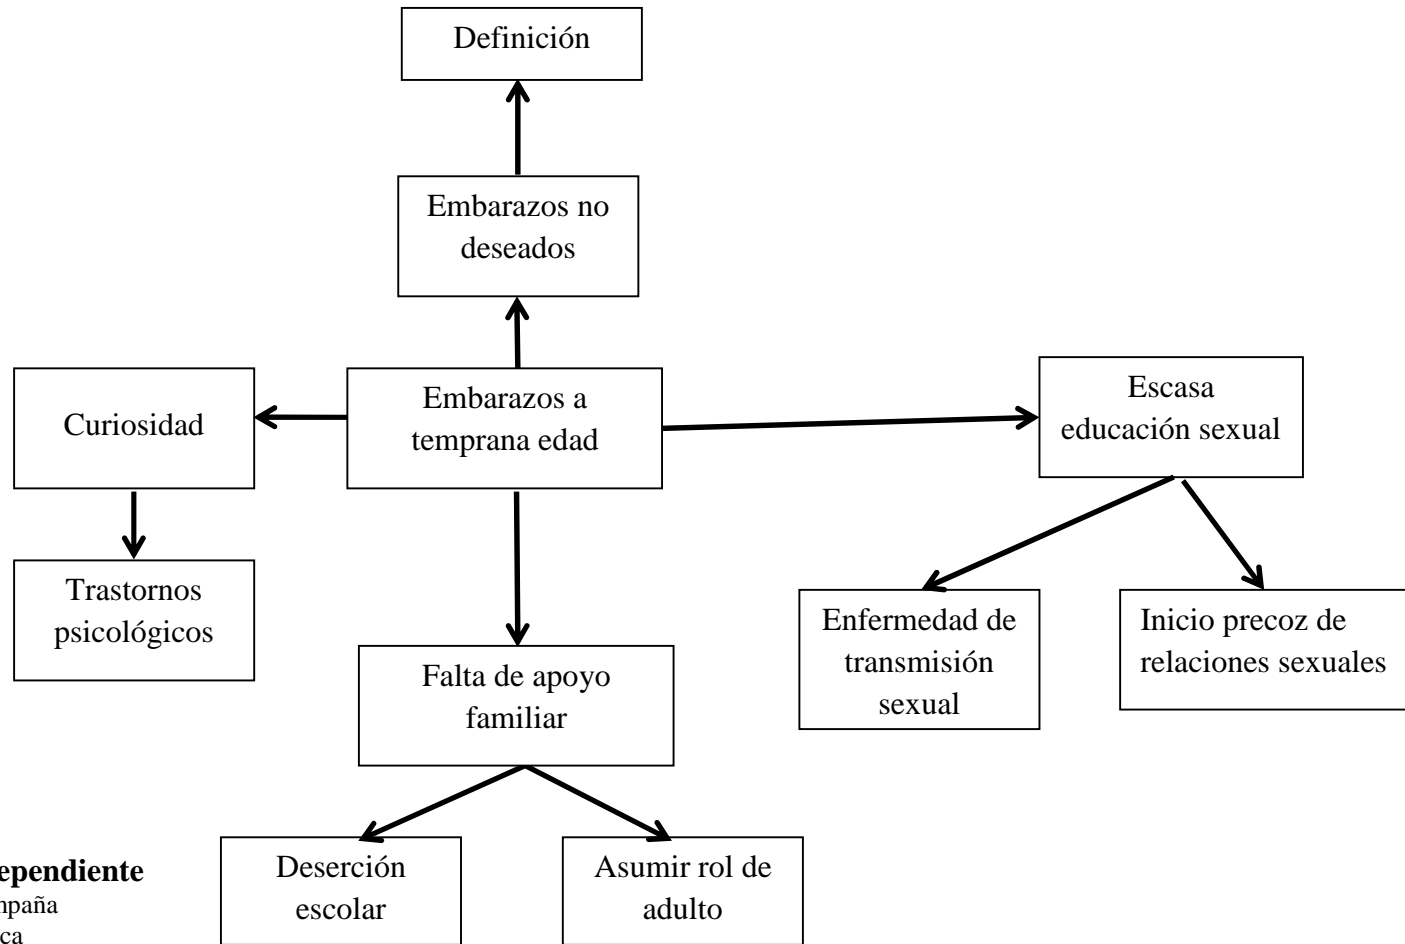 Definición
Embarazos no
deseados
Curiosidad
Embarazos a
temprana edad
Escasa
educación sexual
Trastornos
psicológicos
Falta de apoyo
familiar
Enfermedad de
transmisión
sexual
Inicio precoz de
relaciones sexuales
Deserción
escolar
Asumir rol de
adulto